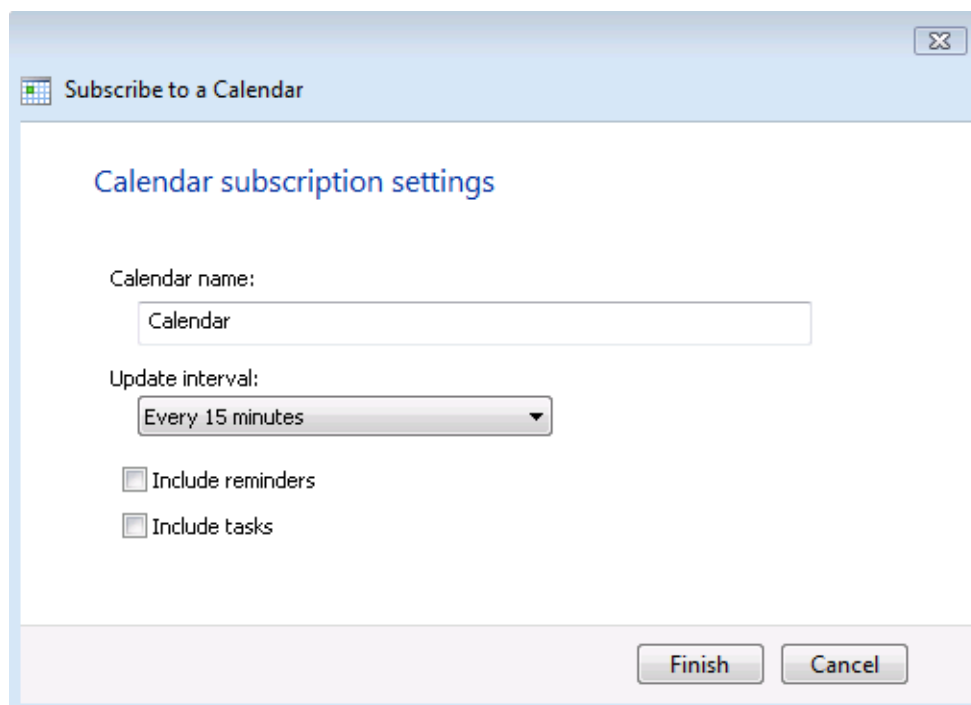 Subscribe to a Calendar
Calendar subscription settings
Calendar name:
Calendar
Update interval:
Every 15 minutes
Include reminders
Include tasks
Finish Cancel